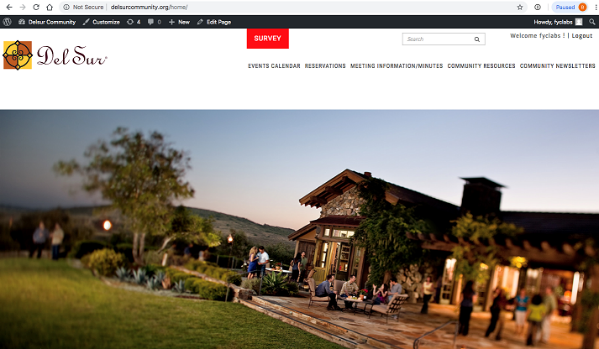 Not Secure | delsurcommunity.org/home/
Paused
Delsur Community Customize 4 0 New Edit Page Howdy, fyclabs
SURVEY
Search
Welcome fyclabs ! | Logout
Del Sur
EVENTS CALENDAR RESERVATIONS MEETING INFORMATION/MINUTES COMMUNITY RESOURCES COMMUNITY NEWSLETTERS